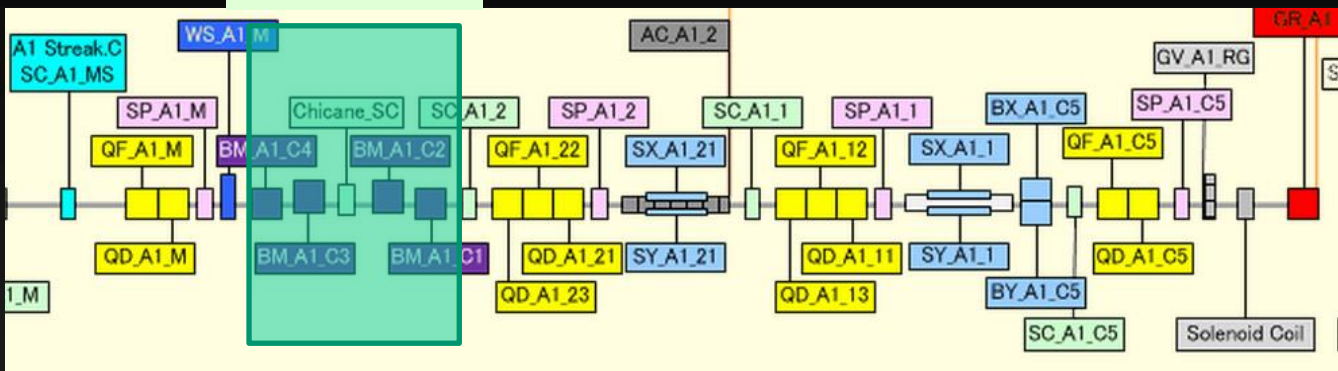 GR_A1
WS_A1_M
AC_A1_2
A1 Streak.C
SC_A1_MS
GV_A1_RG
S
SP_A1_M
Chicane_SC
SC_A1_2
SP_A1_2
SC_A1_1
SP_A1_1
BX_A1_C5
SP_A1_C5
QF_A1_M
BM_A1_C4
BM_A1_C2
QF_A1_22
SX_A1_21
QF_A1_12
SX_A1_1
QF_A1_C5
QD_A1_M
BM_A1_C3
BM_A1_C1
QD_A1_21
SY_A1_21
QD_A1_11
SY_A1_1
QD_A1_C5
1_M
QD_A1_23
QD_A1_13
BY_A1_C5
SC_A1_C5
Solenoid Coil